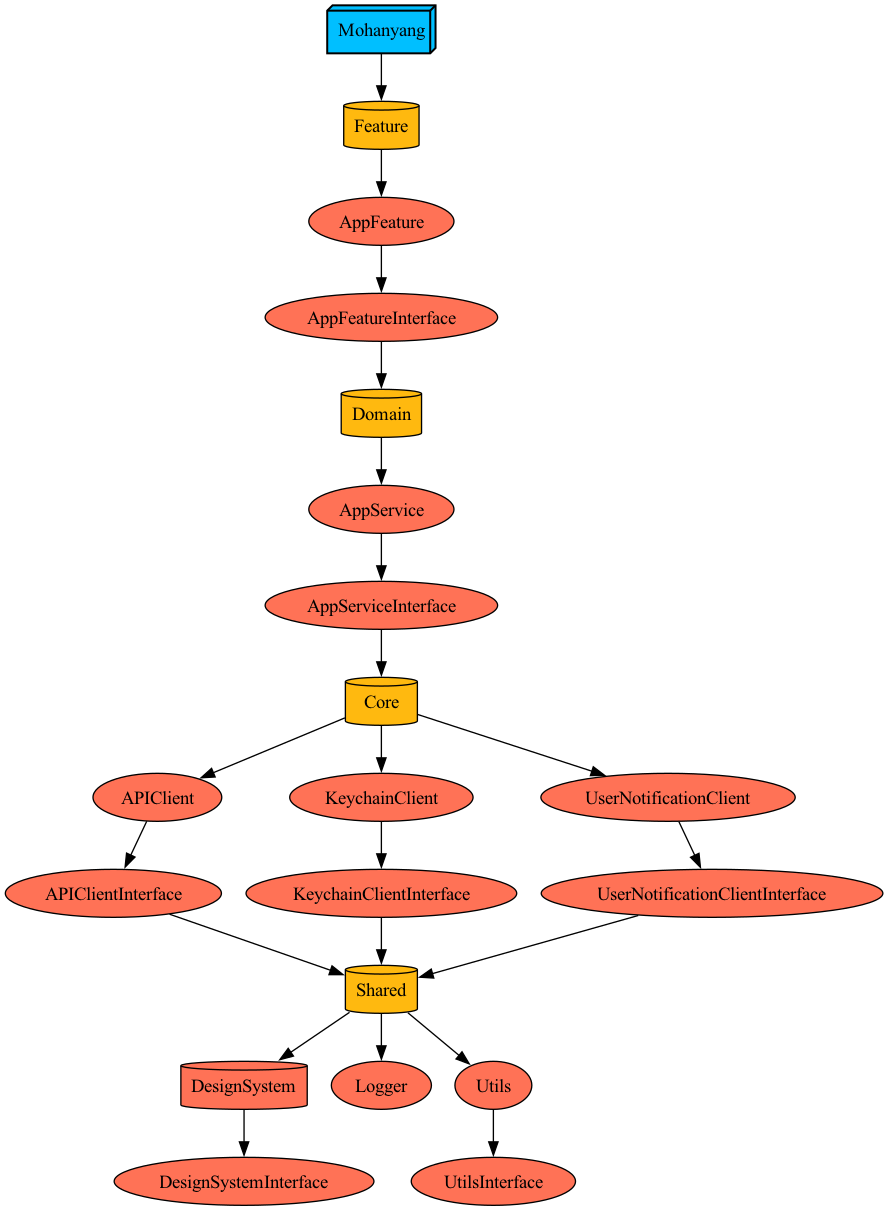 Mohanyang
Feature
AppFeature
AppFeatureInterface
Domain
AppService
AppServiceInterface
Core
APIClient
KeychainClient
UserNotificationClient
APIClientInterface
KeychainClientInterface
UserNotificationClientInterface
Shared
DesignSystem
Logger
Utils
DesignSystemInterface
UtilsInterface